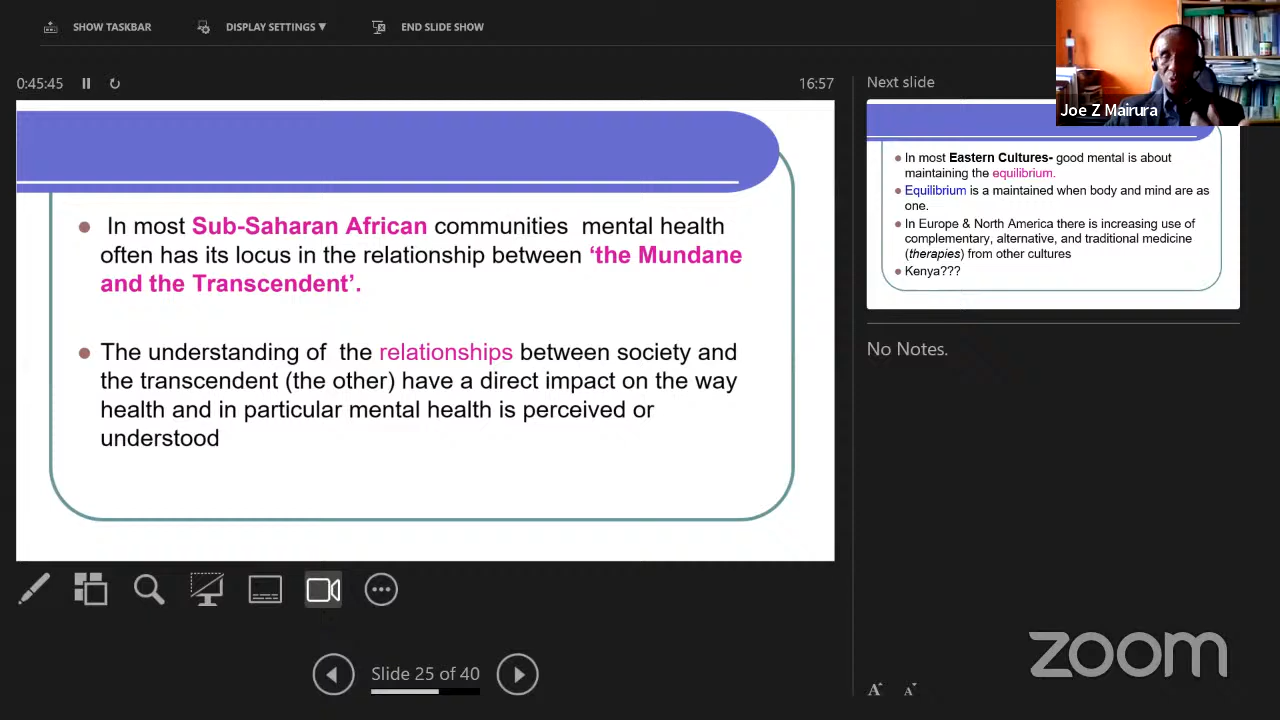 SHOW TASKBAR
DISPLAY SETTINGS ▼
END SLIDE SHOW
0:45:45
16:57
Next slide
Joe Z Mairura
In most Sub-Saharan African communities mental health
often has its locus in the relationship between ‘the Mundane
and the Transcendent’.
The understanding of the relationships between society and
the transcendent (the other) have a direct impact on the way
health and in particular mental health is perceived or
understood
In most Eastern Cultures- good mental is about
maintaining the equilibrium.
Equilibrium is a maintained when body and mind are as
one.
In Europe & North America there is increasing use of
complementary, alternative, and traditional medicine
(therapies) from other cultures
Kenya???
No Notes.
Slide 25 of 40
zoom
A A